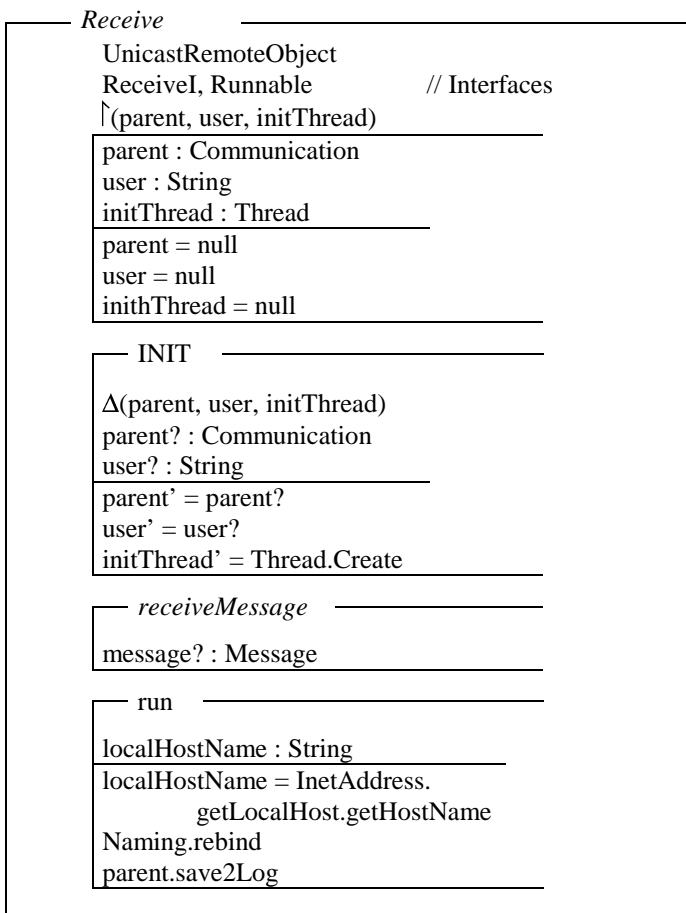 Receive
UnicastRemoteObject
ReceiveI, Runnable // Interfaces
↾(parent, user, initThread)
parent : Communication
user : String
initThread : Thread
parent = null
user = null
inithThread = null
INIT
Δ(parent, user, initThread)
parent? : Communication
user? : String
parent’ = parent?
user’ = user?
initThread’ = Thread.Create
receiveMessage
message? : Message
run
localHostName : String
localHostName = InetAddress.
getLocalHost.getHostName
Naming.rebind
parent.save2Log